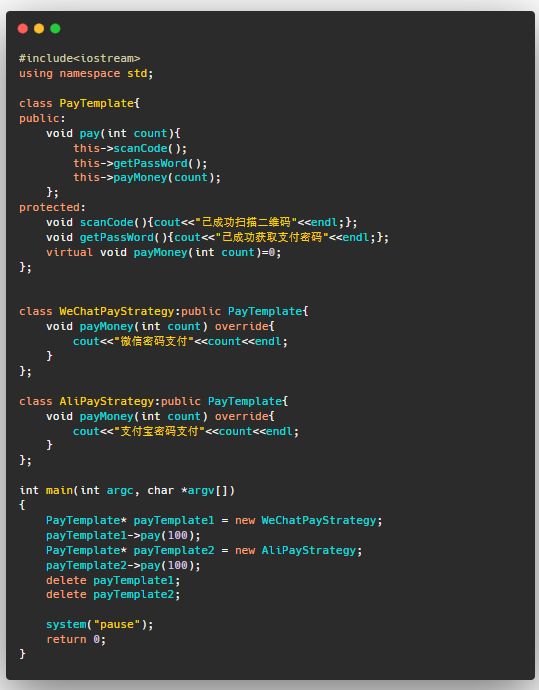 #include<iostream>
using namespace std;

class PayTemplate{
public:
    void pay(int count){
        this->scanCode();
        this->getPassWord();
        this->payMoney(count);
    };
protected:
    void scanCode(){cout<<"已成功扫描二维码"<<endl;};
    void getPassWord(){cout<<"已成功获取支付密码"<<endl;};
    virtual void payMoney(int count)=0;
};


class WeChatPayStrategy:public PayTemplate{
    void payMoney(int count) override{
        cout<<"微信密码支付"<<count<<endl;
    }
};

class AliPayStrategy:public PayTemplate{
    void payMoney(int count) override{
        cout<<"支付宝密码支付"<<count<<endl;
    }
};

int main(int argc, char *argv[])
{
    PayTemplate* payTemplate1 = new WeChatPayStrategy;
    payTemplate1->pay(100);
    PayTemplate* payTemplate2 = new AliPayStrategy;
    payTemplate2->pay(100);
    delete payTemplate1;
    delete payTemplate2;

    system("pause");
    return 0;
}